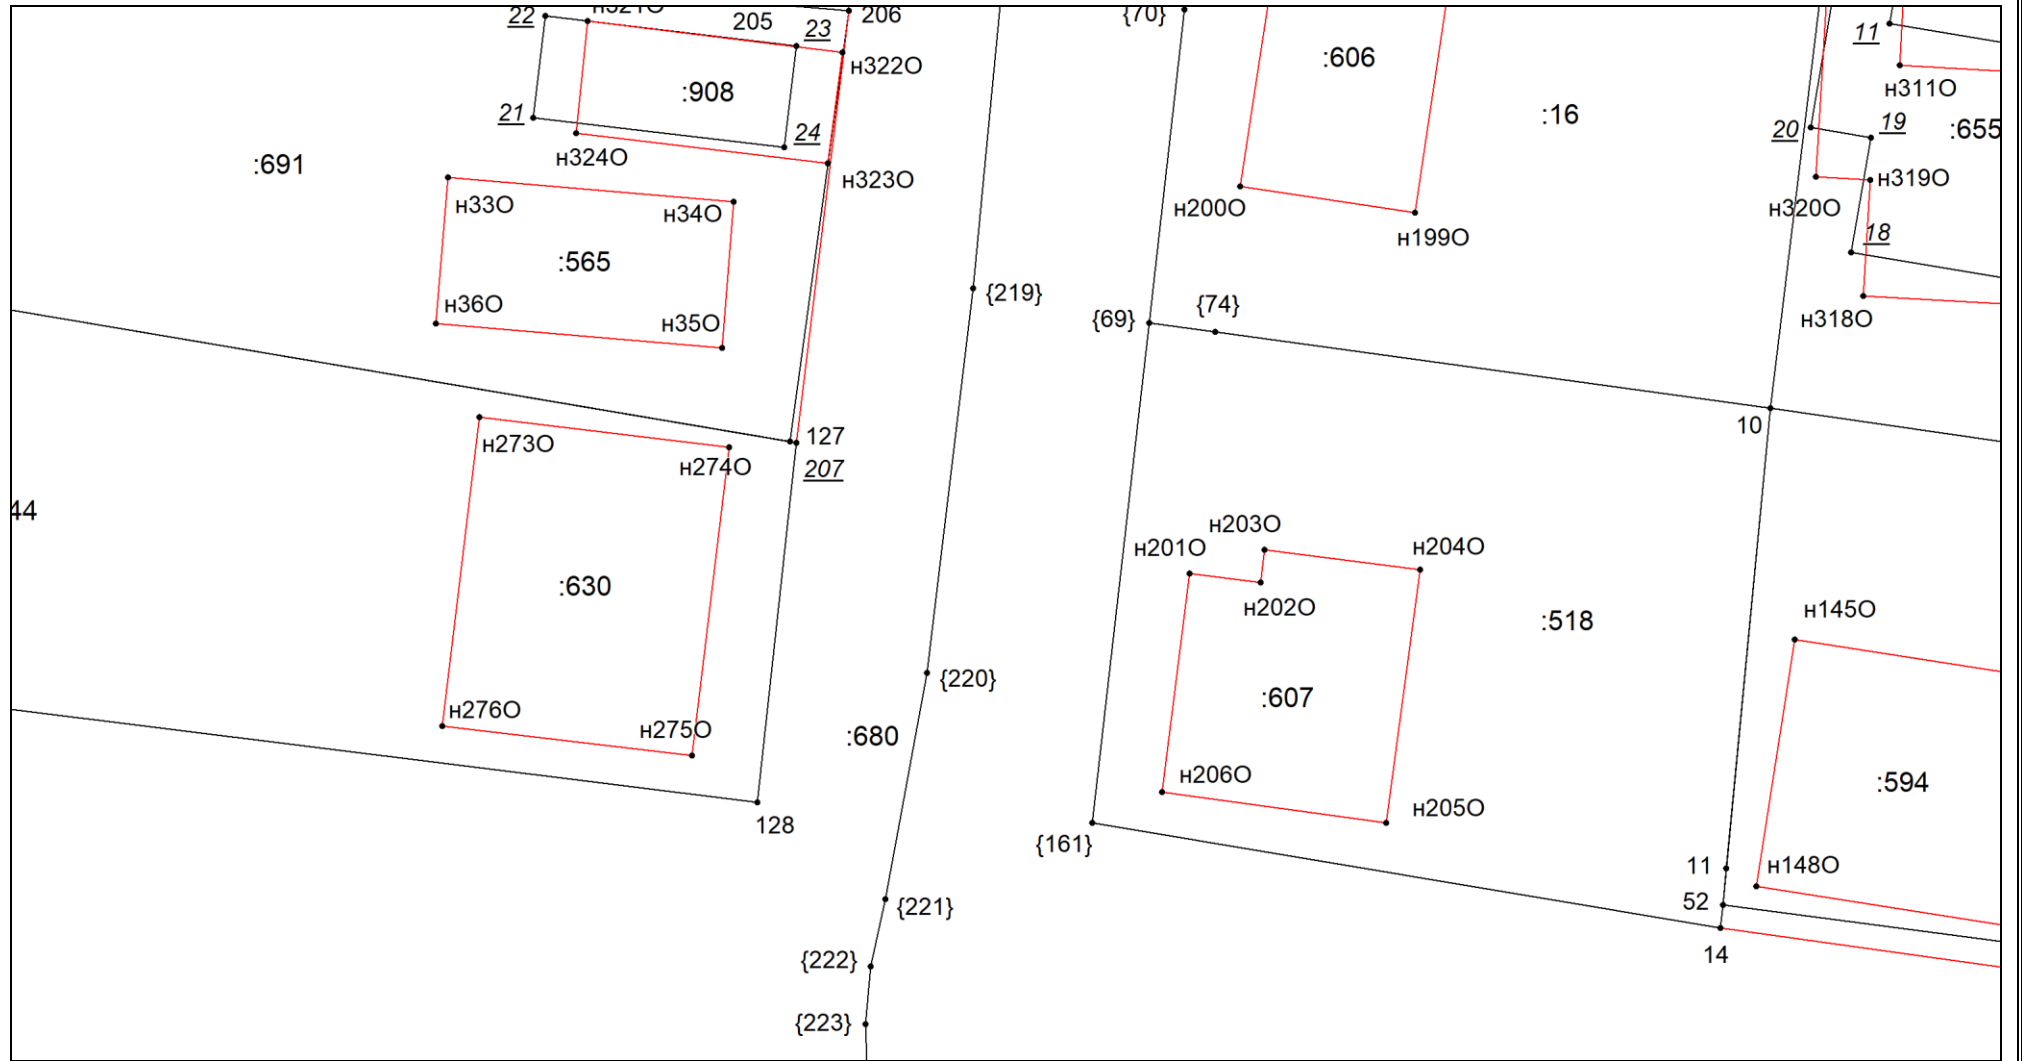 22
н321О
205
23
206
{70}
11
н322О
:606
:908
н311О
:16
21
24
20
19
:655
н324О
:691
н323О
н319О
н33О
н34О
н200О
н320О
н199О
18
:565
{219}
н36О
н35О
{69}
{74}
н318О
127
10
н273О
н274О
207
44
н203О
н201О
н204О
:630
н202О
н145О
:518
{220}
:607
н276О
н275О
:680
н206О
:594
н205О
128
{161}
11
н148О
52
{221}
14
{222}
{223}